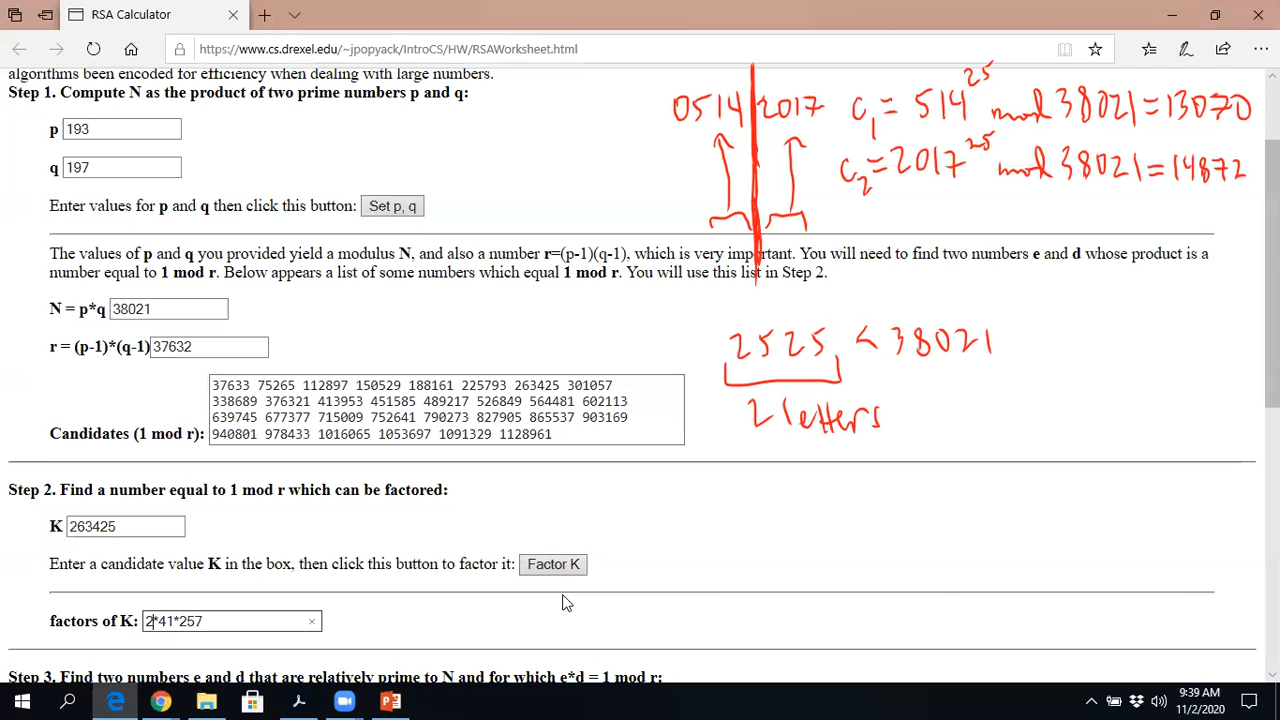 RSA Calculator
https://www.cs.drexel.edu/~jpopyack/IntroCS/HW/RSAWorksheet.html
algorithms been encoded for efficiency when dealing with large numbers.
Step 1. Compute N as the product of two prime numbers p and q:
0514 2017 c₁ = 514²⁵ mod 38021 = 13070
p 193
c₂ = 2017²⁵ mod 38021 = 14872
q 197
Enter values for p and q then click this button: Set p, q
The values of p and q you provided yield a modulus N, and also a number r=(p-1)(q-1), which is very important. You will need to find two numbers e and d whose product is a
number equal to 1 mod r. Below appears a list of some numbers which equal 1 mod r. You will use this list in Step 2.
N = p*q 38021
r = (p-1)*(q-1) 37632
2525 < 38021
37633 75265 112897 150529 188161 225793 263425 301057
338689 376321 413953 451585 489217 526849 564481 602113
639745 677377 715009 752641 790273 827905 865537 903169
2 letters
Candidates (1 mod r): 940801 978433 1016065 1053697 1091329 1128961
Step 2. Find a number equal to 1 mod r which can be factored:
K 263425
Enter a candidate value K in the box, then click this button to factor it: Factor K
factors of K: 2*41*257
Step 3. Find two numbers e and d that are relatively prime to N and for which e*d = 1 mod r:
9:39 AM
11/2/2020